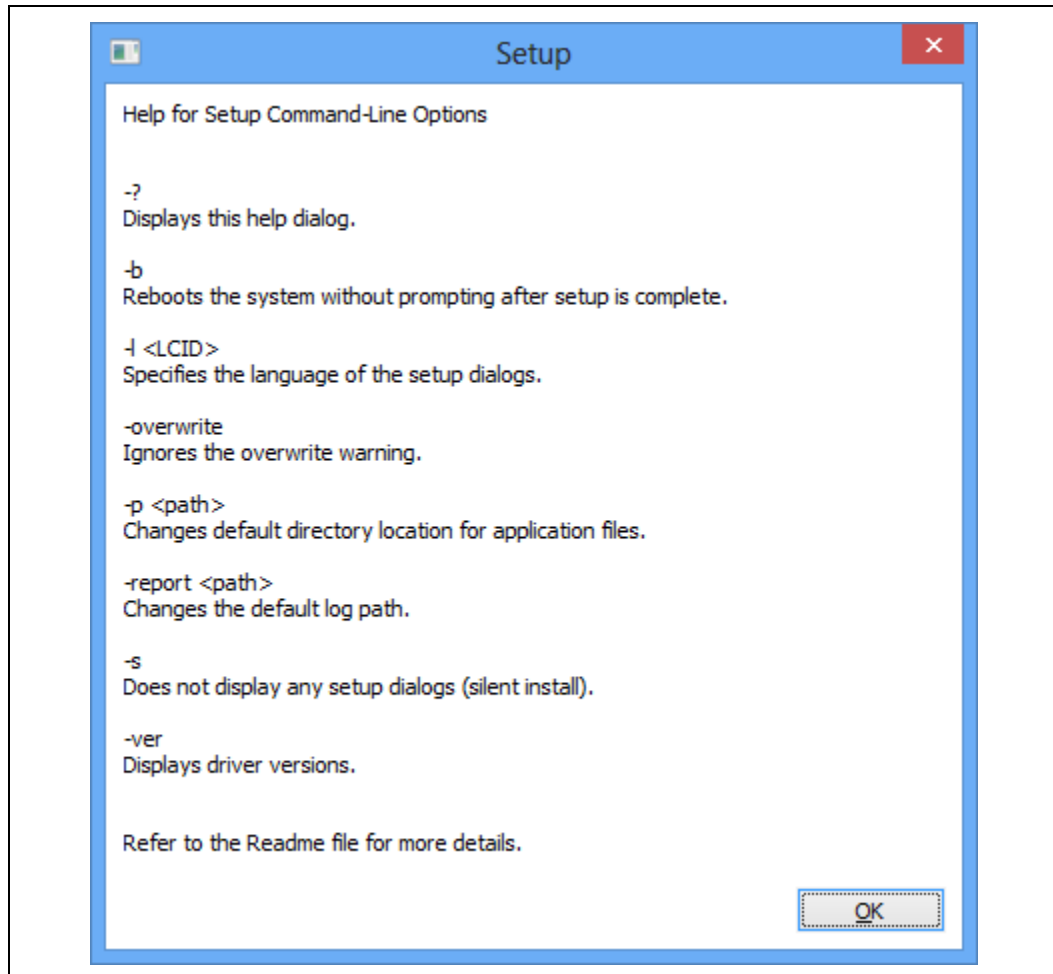 Setup
Help for Setup Command-Line Options
-?
Displays this help dialog.
-b
Reboots the system without prompting after setup is complete.
-l <LCID>
Specifies the language of the setup dialogs.
-overwrite
Ignores the overwrite warning.
-p <path>
Changes default directory location for application files.
-report <path>
Changes the default log path.
-s
Does not display any setup dialogs (silent install).
-ver
Displays driver versions.
Refer to the Readme file for more details.
OK